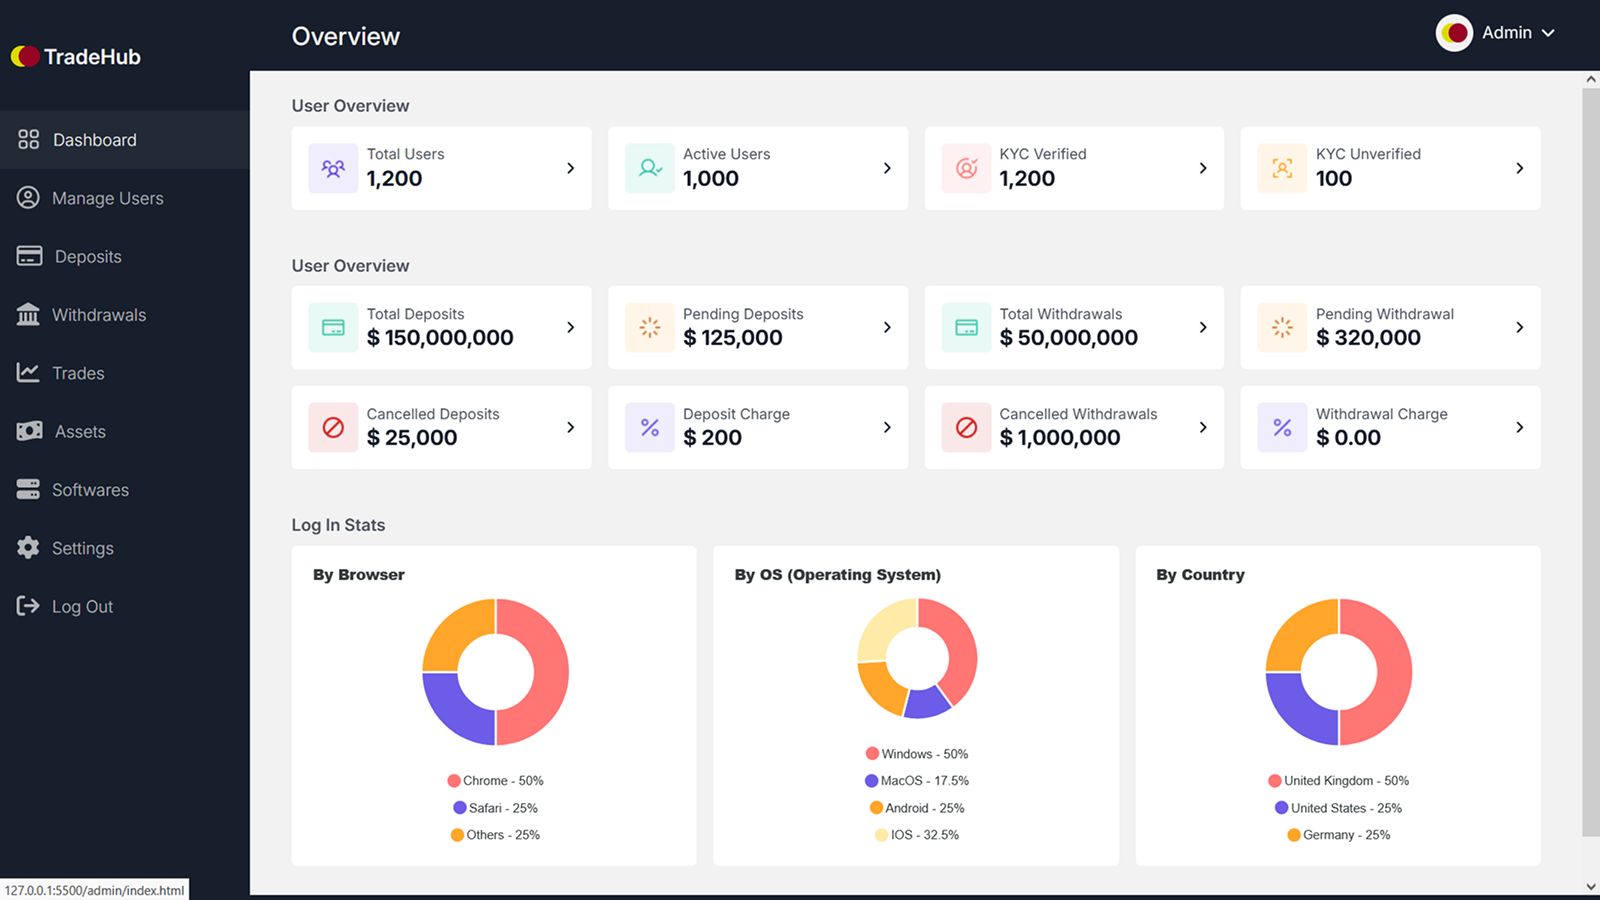 TradeHub
Overview
Admin
Dashboard
Manage Users
Deposits
Withdrawals
Trades
Assets
Softwares
Settings
Log Out
User Overview
Total Users
1,200
Active Users
1,000
KYC Verified
1,200
KYC Unverified
100
User Overview
Total Deposits
$ 150,000,000
Pending Deposits
$ 125,000
Total Withdrawals
$ 50,000,000
Pending Withdrawal
$ 320,000
Cancelled Deposits
$ 25,000
Deposit Charge
$ 200
Cancelled Withdrawals
$ 1,000,000
Withdrawal Charge
$ 0.00
Log In Stats
By Browser
Chrome - 50%
Safari - 25%
Others - 25%
By OS (Operating System)
Windows - 50%
MacOS - 17.5%
Android - 25%
IOS - 32.5%
By Country
United Kingdom - 50%
United States - 25%
Germany - 25%
127.0.0.1:5500/admin/index.html